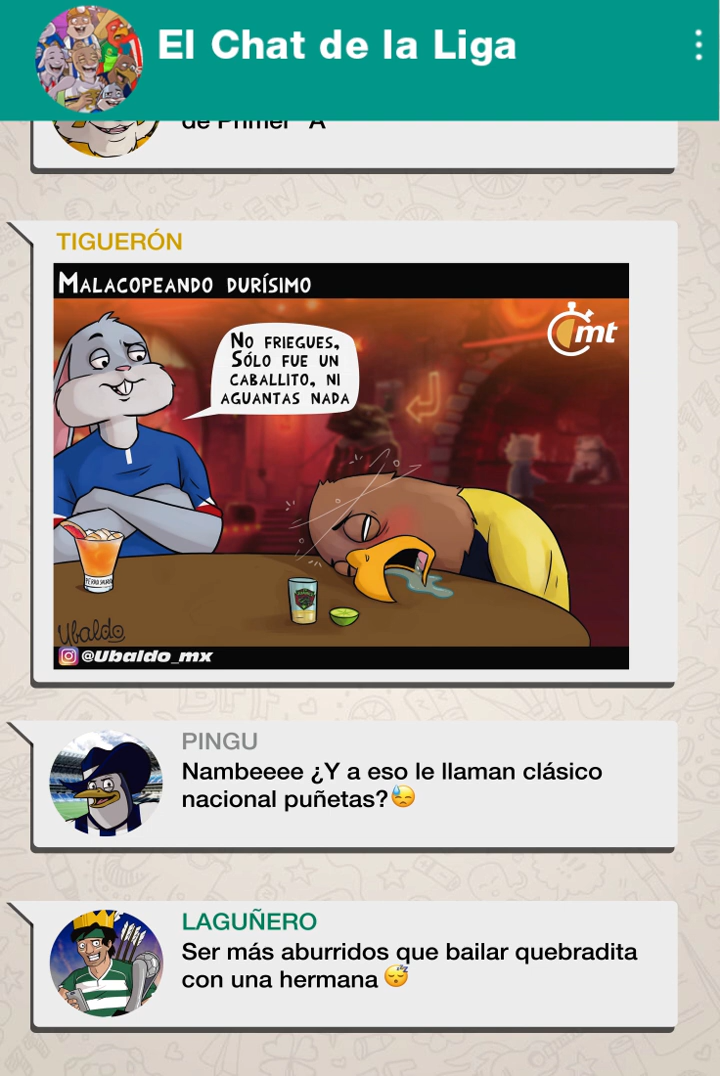 El Chat de la Liga
de Primer "A"
TIGUERÓN
MALACOPEANDO DURÍSIMO
mt
NO FRIEGUES,
SÓLO FUE UN
CABALLITO, NI
AGUANTAS NADA
Ubaldo
@Ubaldo_mx
PINGU
Nambeeee ¿Y a eso le llaman clásico
nacional puñetas?😓
LAGUÑERO
Ser más aburridos que bailar quebradita
con una hermana 😴